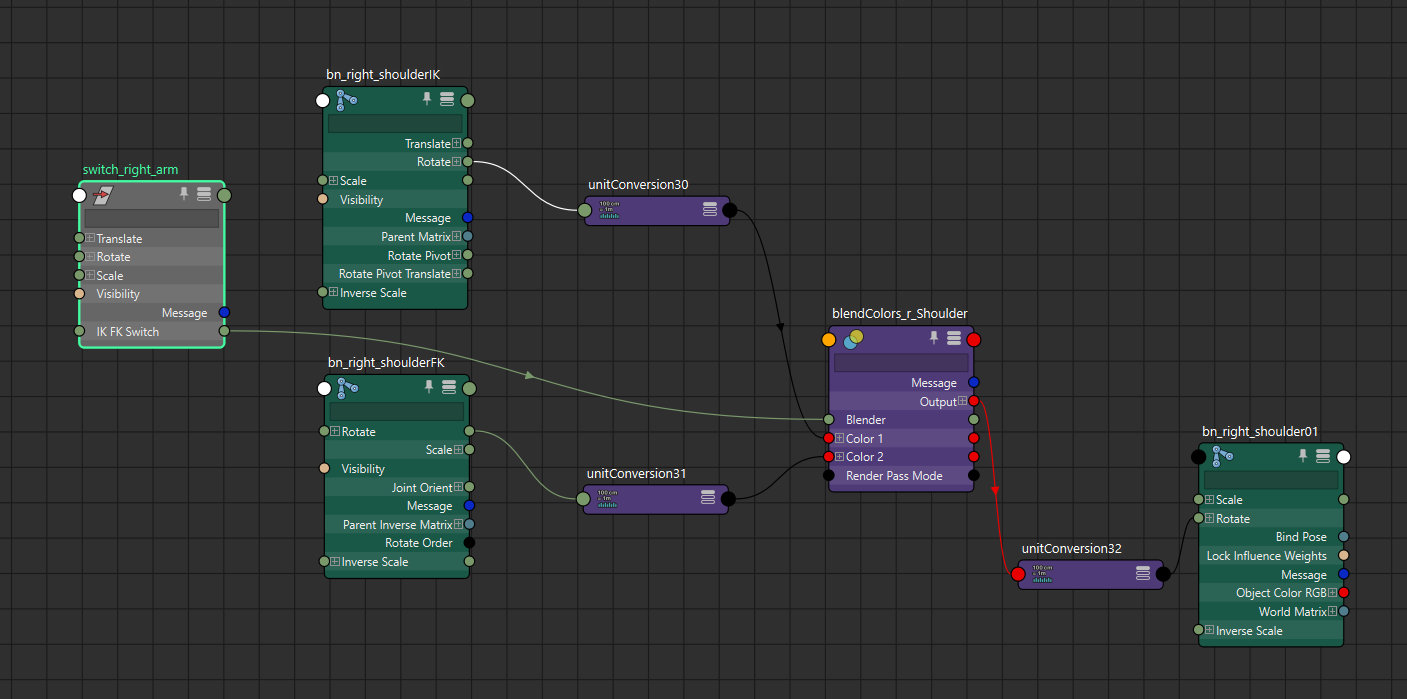 bn_right_shoulderIK
Translate
Rotate
Scale
Visibility
Message
Parent Matrix
Rotate Pivot
Rotate Pivot Translate
Inverse Scale
switch_right_arm
Translate
Rotate
Scale
Visibility
Message
IK FK Switch
unitConversion30
100 cm
= 1m
bn_right_shoulderFK
Rotate
Scale
Visibility
Joint Orient
Message
Parent Inverse Matrix
Rotate Order
Inverse Scale
unitConversion31
100 cm
= 1m
blendColors_r_Shoulder
Message
Output
Blender
Color 1
Color 2
Render Pass Mode
unitConversion32
100 cm
= 1m
bn_right_shoulder01
Scale
Rotate
Bind Pose
Lock Influence Weights
Message
Object Color RGB
World Matrix
Inverse Scale